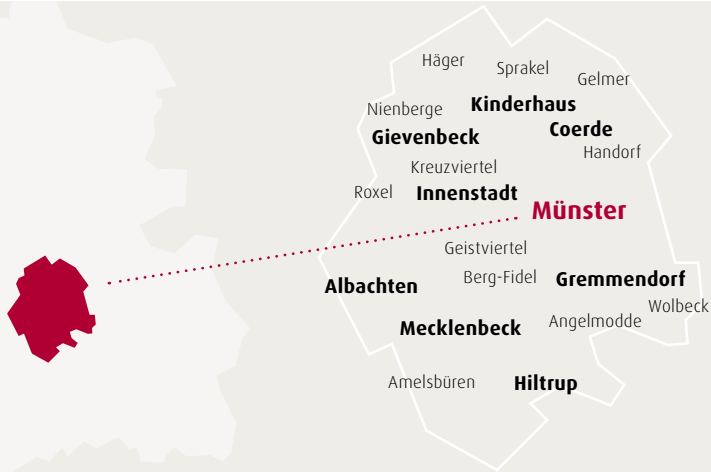 Häger
Sprakel
Gelmer
Kinderhaus
Nienberge
Coerde
Gievenbeck
Handorf
Kreuzviertel
Roxel
Innenstadt
Münster
Geistviertel
Berg-Fidel
Gremmendorf
Albachten
Wolbeck
Angelmodde
Mecklenbeck
Amelsbüren
Hiltrup